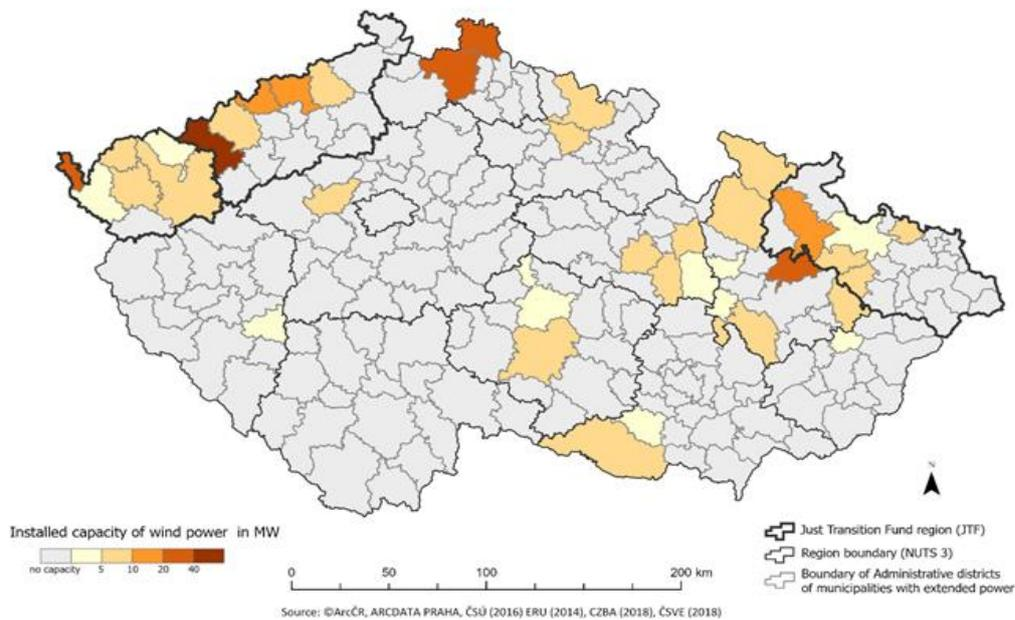 N
Installed capacity of wind power in MW
no capacity 5 10 20 40
0 50 100 200 km
Just Transition Fund region (JTF)
Region boundary (NUTS 3)
Boundary of Administrative districts
of municipalities with extended power
Source: ©ArcČR, ARCDATA PRAHA, ČSÚ (2016) ERU (2014), CZBA (2018), ČSVE (2018)